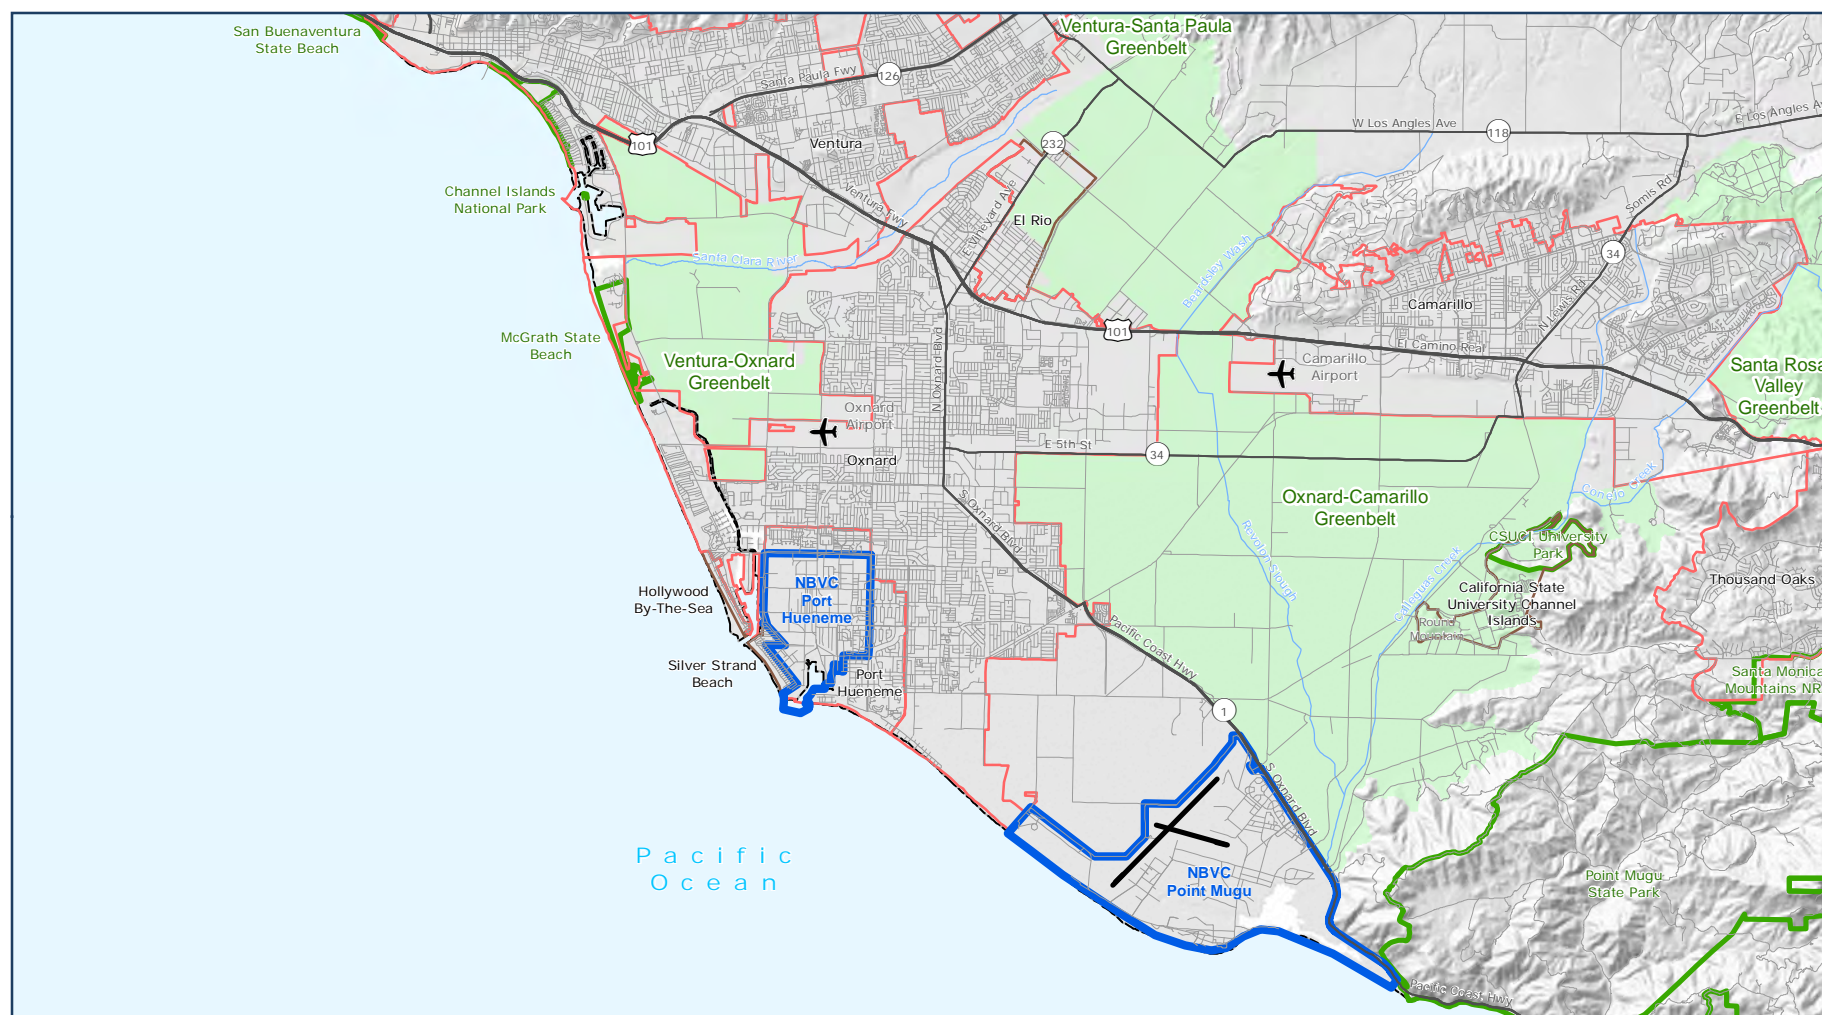 San Buenaventura
State Beach
Ventura-Santa Paula
Greenbelt
Santa Paula Fwy
126
W Los Angles Ave
118
E Los Angles Av
101
Ventura
232
Channel Islands
National Park
Ventura Fwy
E Vineyard Ave
El Rio
Somis Rd
34
Santa Clara River
Beardsley Wash
Camarillo
N Lewis Rd
McGrath State
Beach
Ventura-Oxnard
Greenbelt
N Oxnard Blvd
101
El Camino Real
Camarillo
Airport
Santa Rosa
Valley
Greenbelt
Oxnard
Airport
E 5th St
34
Oxnard
S Oxnard Blvd
Oxnard-Camarillo
Greenbelt
Conejo Creek
Revolon Slough
CSUCI University
Park
Calleguas Creek
California State
University Channel
Islands
Round
Mountain
Thousand Oaks
NBVC
Port
Hueneme
Hollywood
By-The-Sea
Pacific Coast Hwy
Silver Strand
Beach
Port
Hueneme
Santa Monica
Mountains NR
1
S Oxnard Blvd
Pacific
Ocean
NBVC
Point Mugu
Point Mugu
State Park
Pacific Coast Hwy